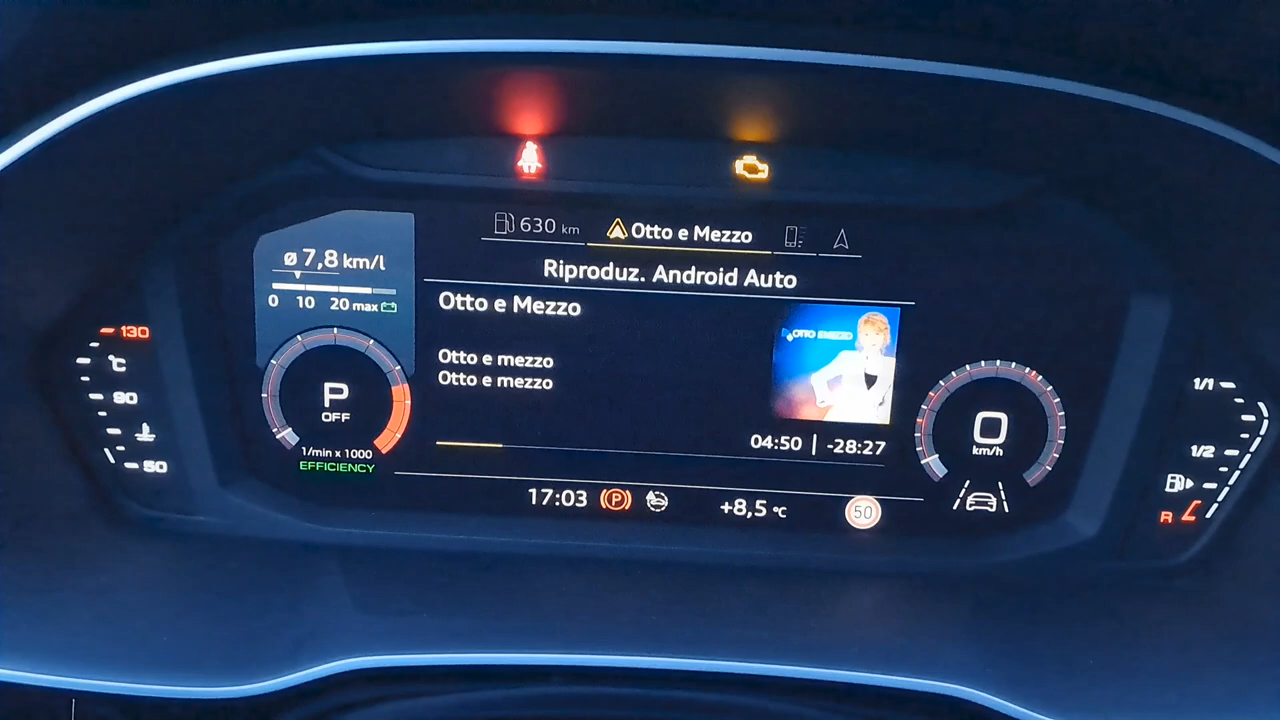 630 km
Otto e Mezzo
Riproduz. Android Auto
ø 7,8 km/l
0 10 20 max
Otto e Mezzo
OTTO E MEZZO
Otto e mezzo
Otto e mezzo
04:50 | -28:27
130
°C
90
50
P
OFF
1/min x 1000
EFFICIENCY
0
km/h
1/1
1/2
R
17:03
P
+8,5 °C
50